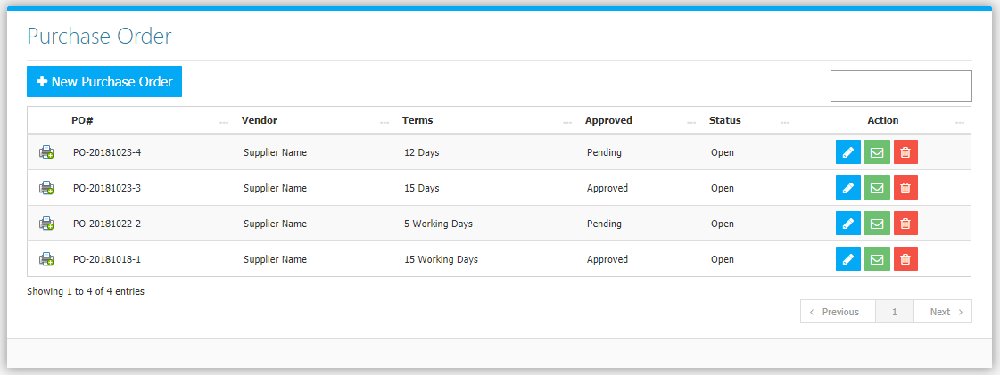 Purchase Order
New Purchase Order
PO# Vendor Terms Approved Status Action
PO-20181023-4 Supplier Name 12 Days Pending Open
PO-20181023-3 Supplier Name 15 Days Approved Open
PO-20181022-2 Supplier Name 5 Working Days Pending Open
PO-20181018-1 Supplier Name 15 Working Days Approved Open
Showing 1 to 4 of 4 entries
Previous 1 Next